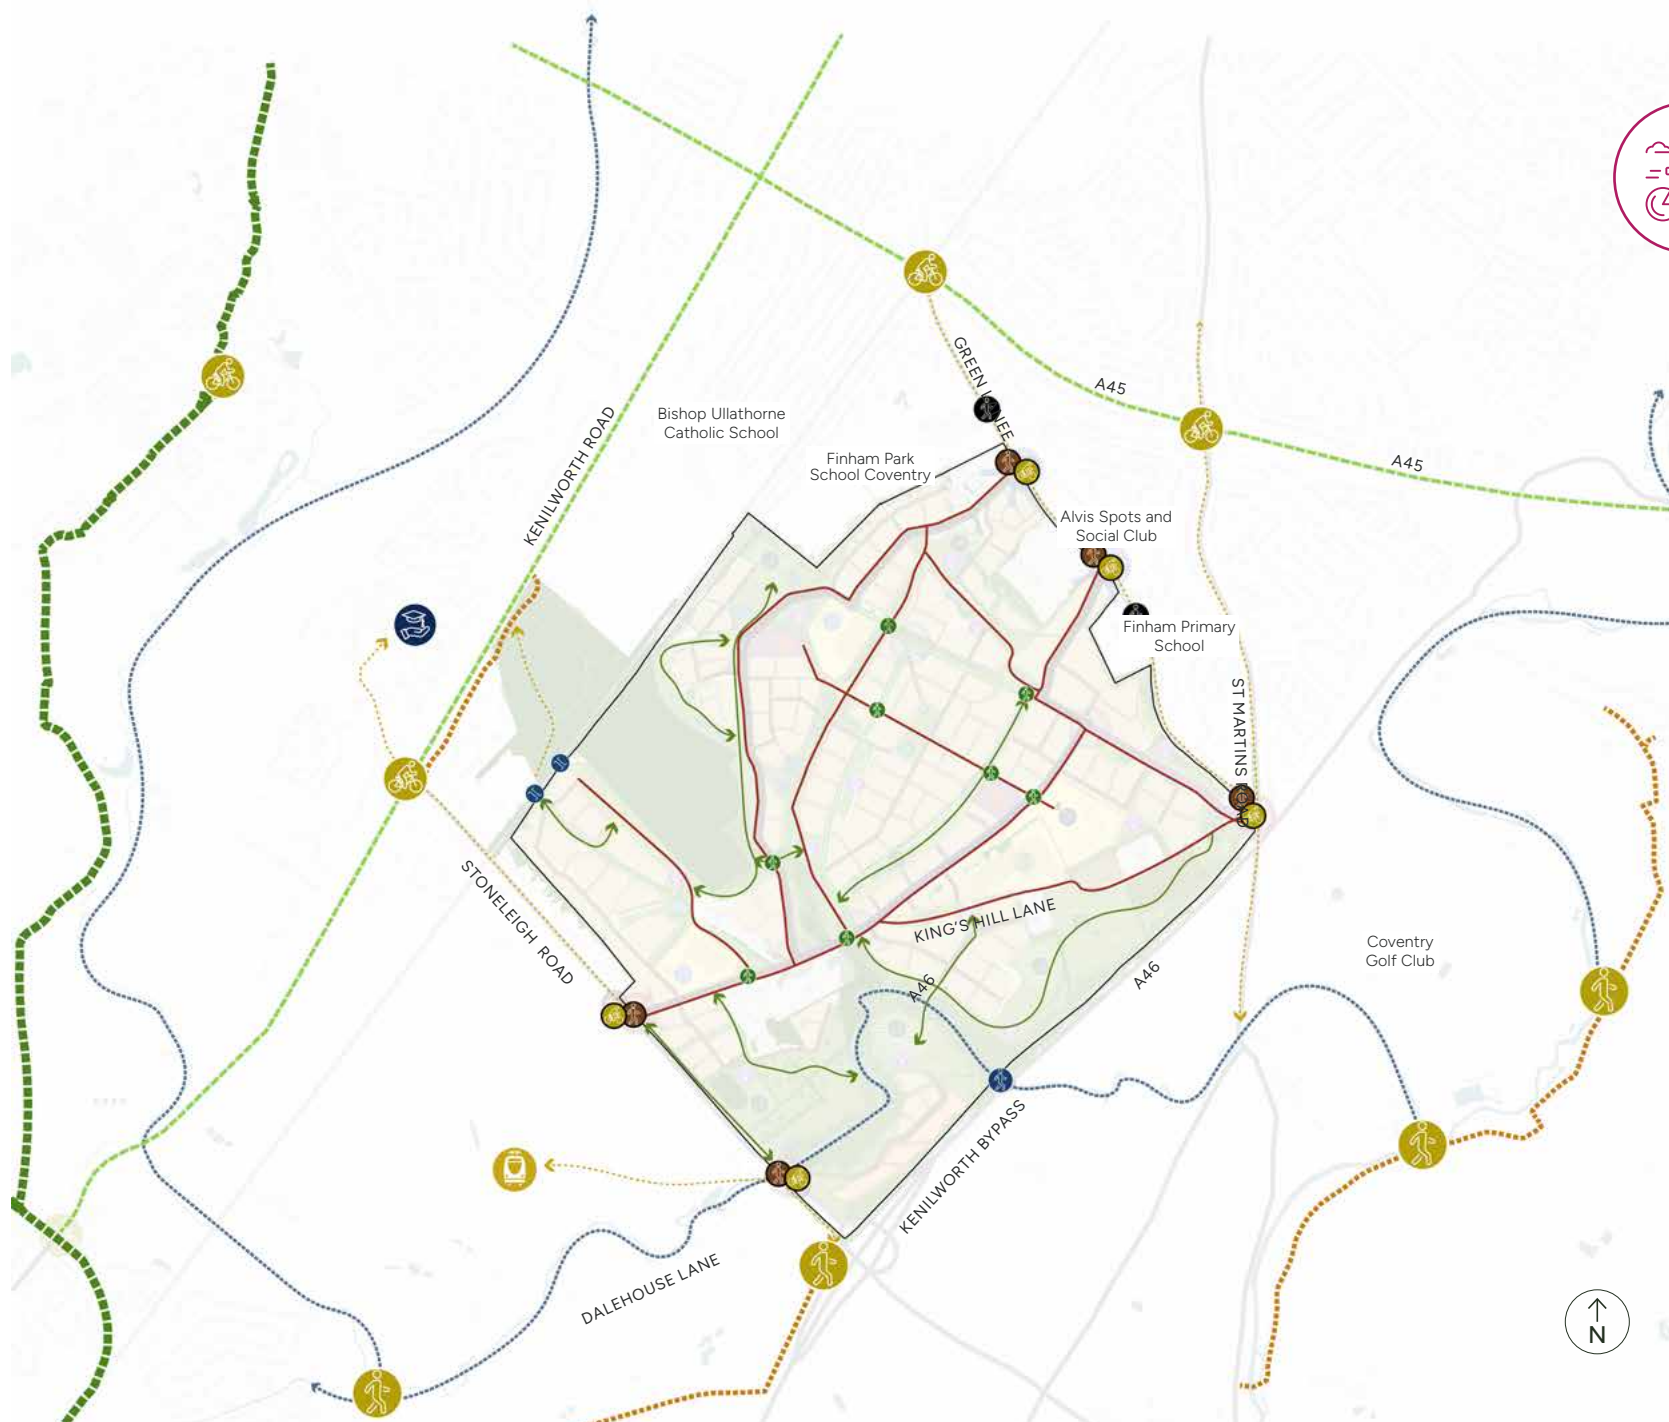 GREEN
A45
Bishop Ullathorne
Catholic School
KENILWORTH ROAD
Finham Park
School Coventry
A45
Alvis Spots and
Social Club
Finham Primary
School
ST MARTINS
STONELEIGH ROAD
KING'S HILL LANE
A46
A46
Coventry
Golf Club
KENILWORTH BYPASS
DALEHOUSE LANE
N